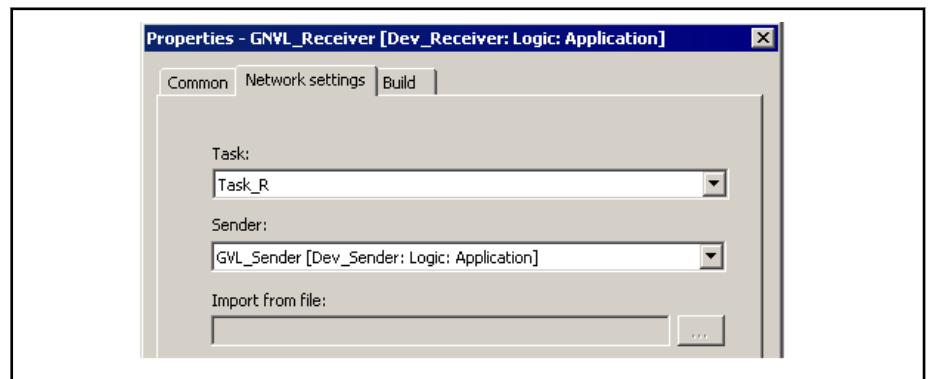 Properties - GNVL_Receiver [Dev_Receiver: Logic: Application]
Common Network settings Build
Task:
Task_R
Sender:
GVL_Sender [Dev_Sender: Logic: Application]
Import from file:
...